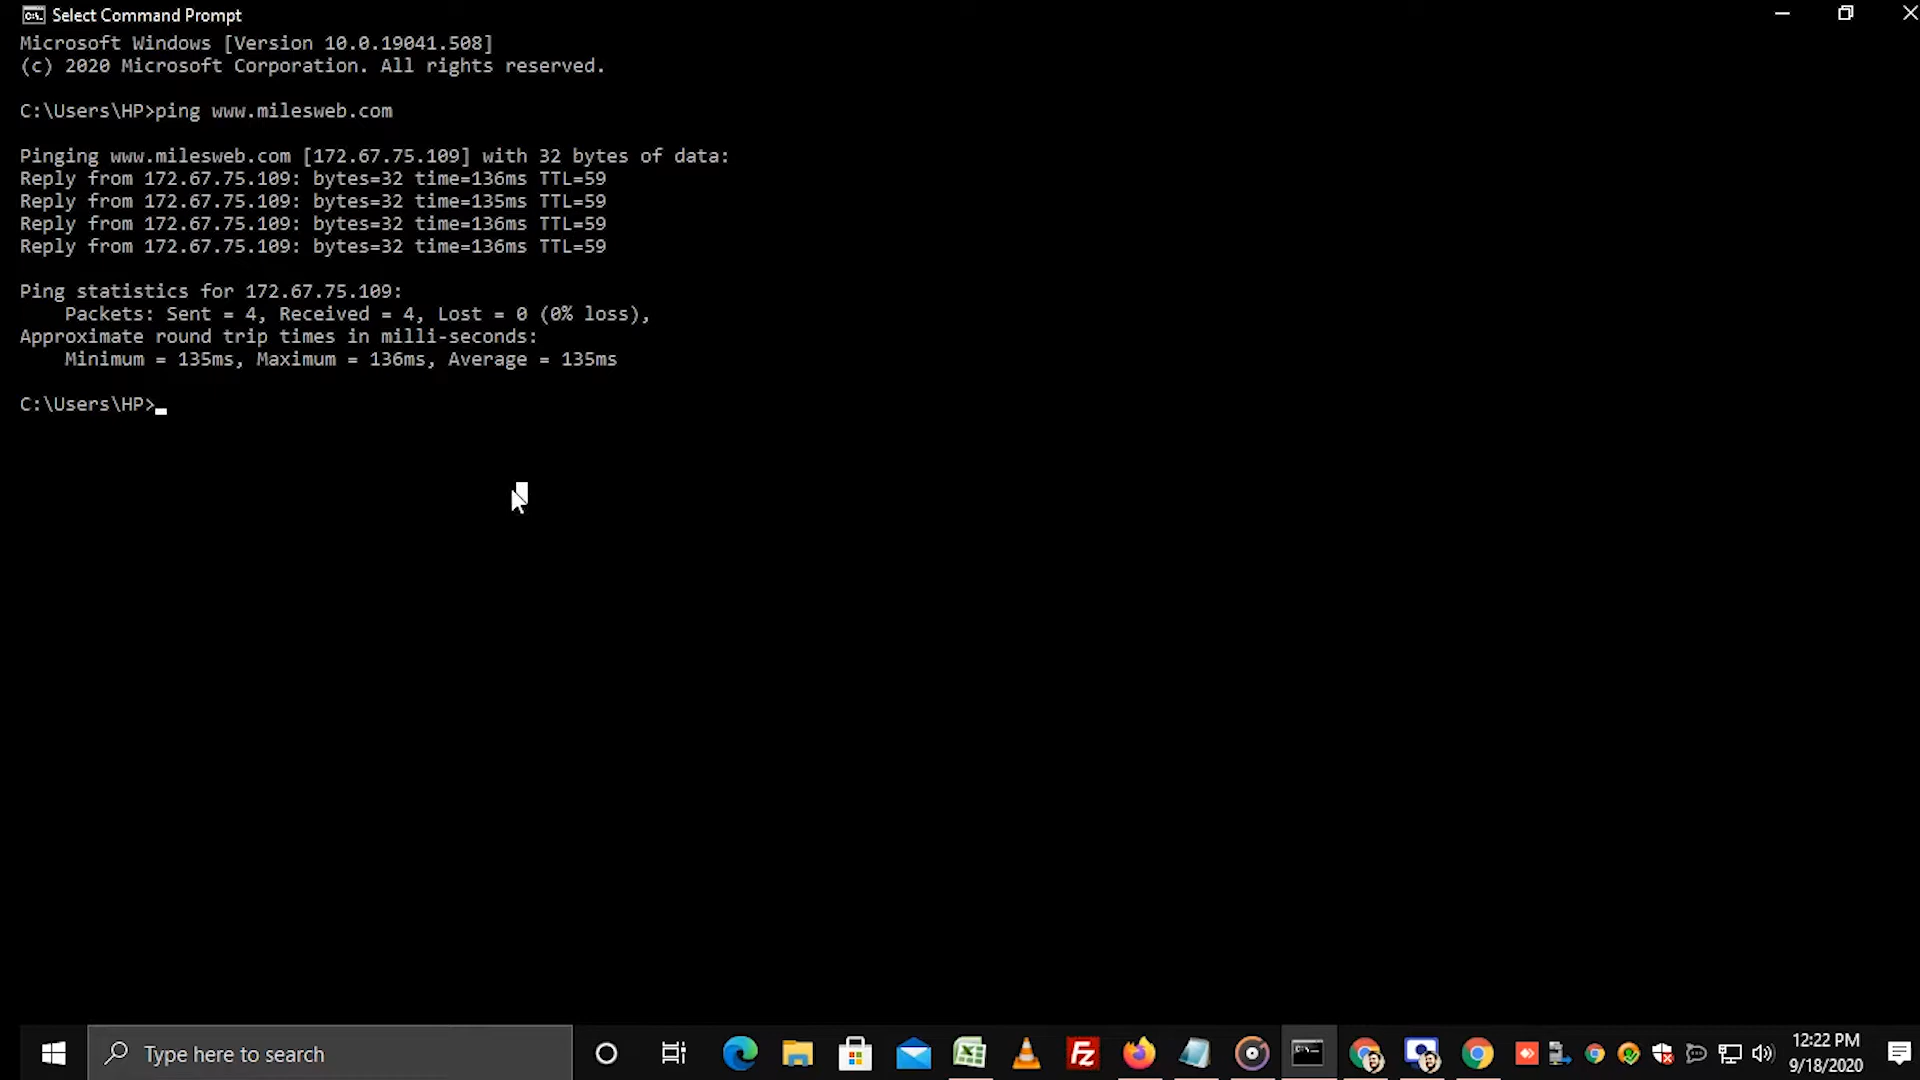 Select Command Prompt
Microsoft Windows [Version 10.0.19041.508]
(c) 2020 Microsoft Corporation. All rights reserved.
C:\Users\HP>ping www.milesweb.com
Pinging www.milesweb.com [172.67.75.109] with 32 bytes of data:
Reply from 172.67.75.109: bytes=32 time=136ms TTL=59
Reply from 172.67.75.109: bytes=32 time=135ms TTL=59
Reply from 172.67.75.109: bytes=32 time=136ms TTL=59
Reply from 172.67.75.109: bytes=32 time=136ms TTL=59
Ping statistics for 172.67.75.109:
    Packets: Sent = 4, Received = 4, Lost = 0 (0% loss),
Approximate round trip times in milli-seconds:
    Minimum = 135ms, Maximum = 136ms, Average = 135ms
C:\Users\HP>
Type here to search
12:22 PM
9/18/2020